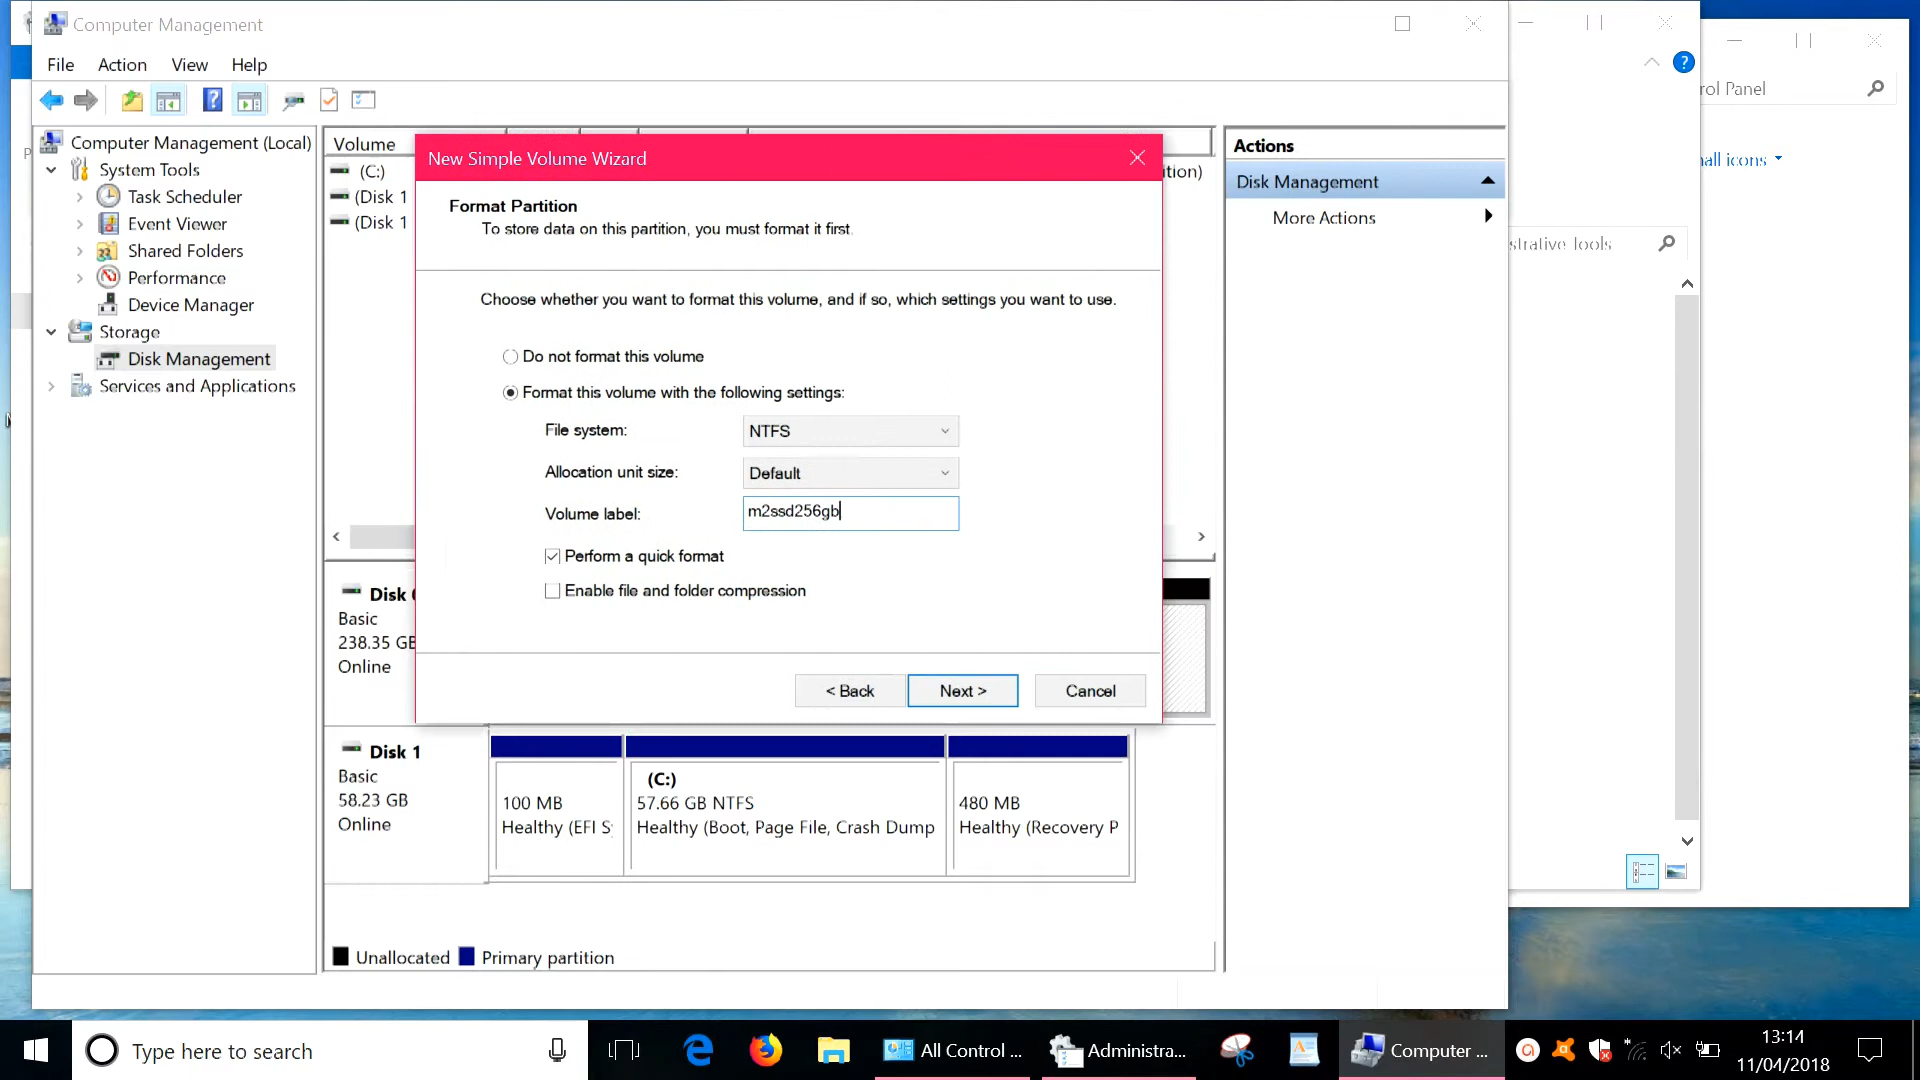 Computer Management
File
Action
View
Help
rol Panel
nall icons
strative Tools
Computer Management (Local)
System Tools
Task Scheduler
Event Viewer
Shared Folders
Performance
Device Manager
Storage
Disk Management
Services and Applications
Volume
(C:)
(Disk 1
(Disk 1
ition)
New Simple Volume Wizard
Format Partition
To store data on this partition, you must format it first.
Choose whether you want to format this volume, and if so, which settings you want to use.
Do not format this volume
Format this volume with the following settings:
File system:
NTFS
Allocation unit size:
Default
Volume label:
m2ssd256gb
Perform a quick format
Enable file and folder compression
< Back
Next >
Cancel
Actions
Disk Management
More Actions
Disk
Basic
238.35 GB
Online
Disk 1
Basic
58.23 GB
Online
100 MB
Healthy (EFI S
(C:)
57.66 GB NTFS
Healthy (Boot, Page File, Crash Dump
480 MB
Healthy (Recovery P
Unallocated
Primary partition
Type here to search
All Control ...
Administra...
Computer ...
13:14
11/04/2018